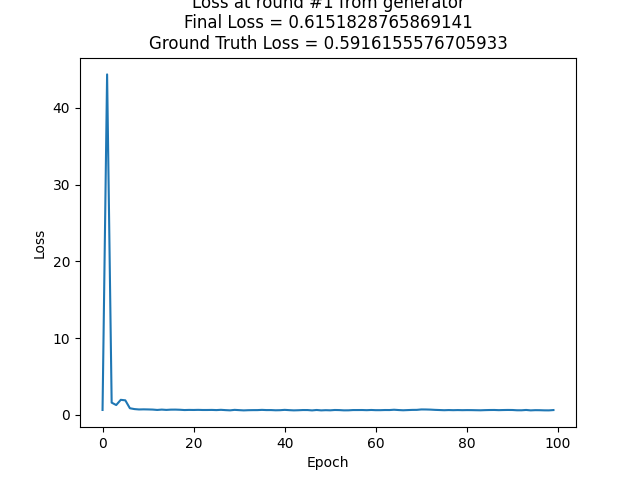 Loss at round #1 from generator
Final Loss = 0.6151828765869141
Ground Truth Loss = 0.5916155576705933
40
30
20
10
0
Loss
0 20 40 60 80 100
Epoch